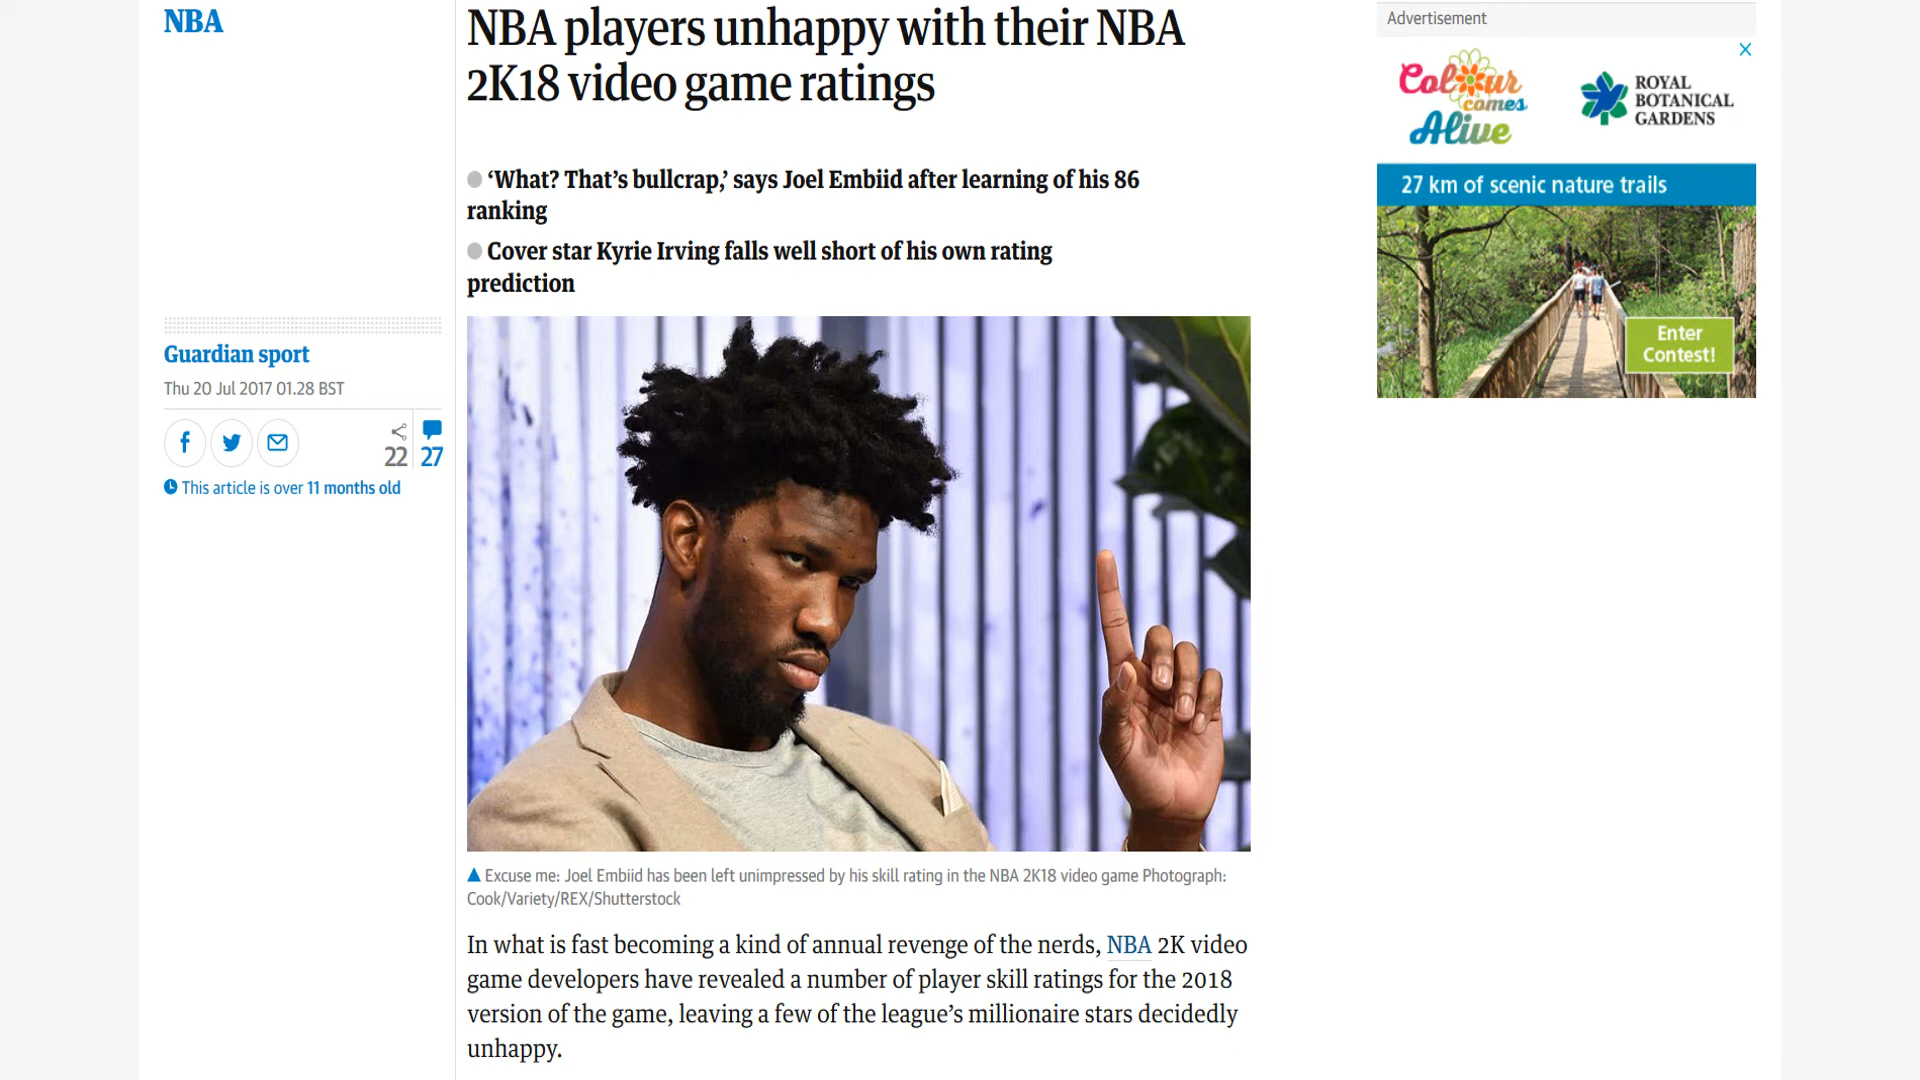 NBA
NBA players unhappy with their NBA
2K18 video game ratings
‘What? That’s bullcrap,’ says Joel Embiid after learning of his 86
ranking
Cover star Kyrie Irving falls well short of his own rating
prediction
Guardian sport
Thu 20 Jul 2017 01.28 BST
22
27
This article is over 11 months old
Excuse me: Joel Embiid has been left unimpressed by his skill rating in the NBA 2K18 video game Photograph:
Cook/Variety/REX/Shutterstock
In what is fast becoming a kind of annual revenge of the nerds, NBA 2K video
game developers have revealed a number of player skill ratings for the 2018
version of the game, leaving a few of the league’s millionaire stars decidedly
unhappy.
Advertisement
Colour
comes
Alive
ROYAL
BOTANICAL
GARDENS
27 km of scenic nature trails
Enter
Contest!